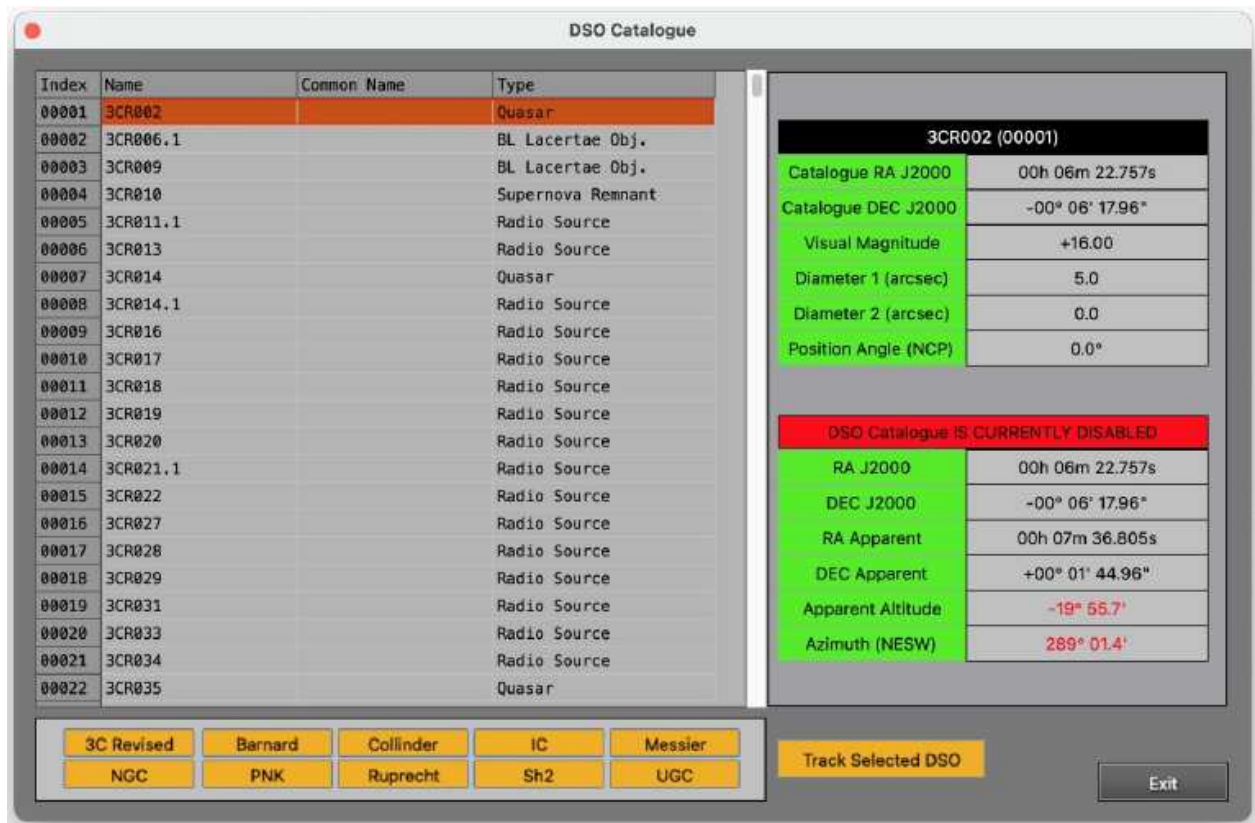 DSO Catalogue
Index Name Common Name Type
00001 3CR002 Quasar
00002 3CR006.1 BL Lacertae Obj.
00003 3CR009 BL Lacertae Obj.
00004 3CR010 Supernova Remnant
00005 3CR011.1 Radio Source
00006 3CR013 Radio Source
00007 3CR014 Quasar
00008 3CR014.1 Radio Source
00009 3CR016 Radio Source
00010 3CR017 Radio Source
00011 3CR018 Radio Source
00012 3CR019 Radio Source
00013 3CR020 Radio Source
00014 3CR021.1 Radio Source
00015 3CR022 Radio Source
00016 3CR027 Radio Source
00017 3CR028 Radio Source
00018 3CR029 Radio Source
00019 3CR031 Radio Source
00020 3CR033 Radio Source
00021 3CR034 Radio Source
00022 3CR035 Quasar
3CR002 (00001)
Catalogue RA J2000 00h 06m 22.757s
Catalogue DEC J2000 -00° 06' 17.96"
Visual Magnitude +16.00
Diameter 1 (arcsec) 5.0
Diameter 2 (arcsec) 0.0
Position Angle (NCP) 0.0°
DSO Catalogue IS CURRENTLY DISABLED
RA J2000 00h 06m 22.757s
DEC J2000 -00° 06' 17.96"
RA Apparent 00h 07m 36.805s
DEC Apparent +00° 01' 44.96"
Apparent Altitude -19° 55.7'
Azimuth (NESW) 289° 01.4'
3C Revised Barnard Collinder IC Messier
NGC PNK Ruprecht Sh2 UGC
Track Selected DSO
Exit